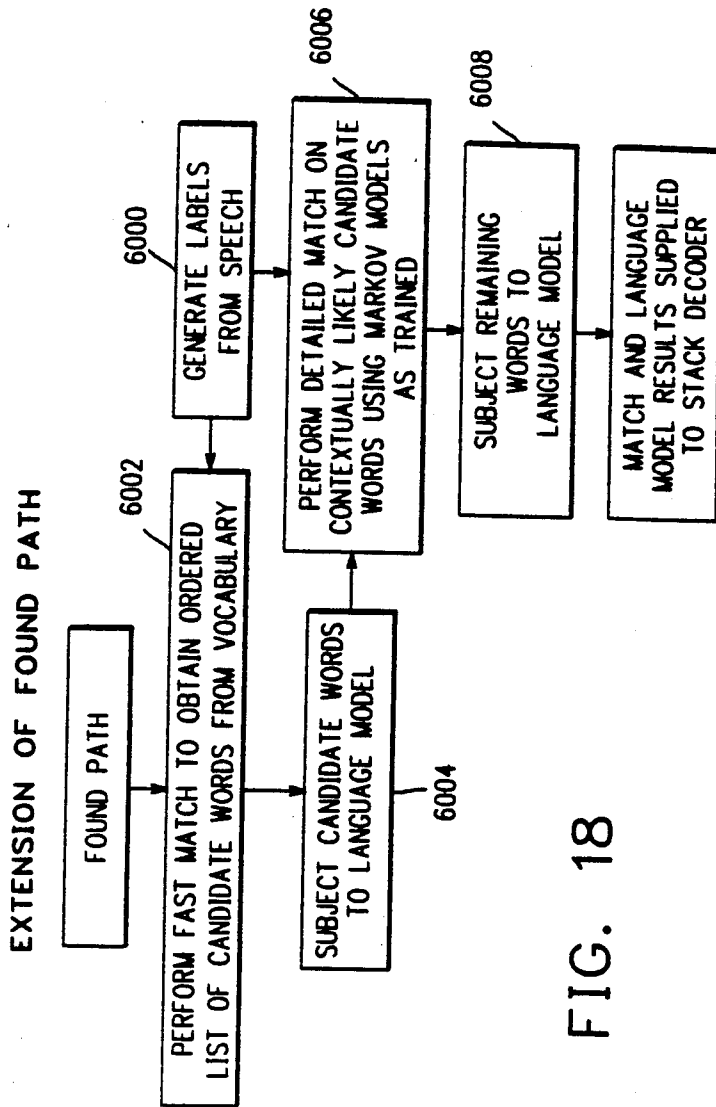 EXTENSION OF FOUND PATH
FOUND PATH
6002
PERFORM FAST MATCH TO OBTAIN ORDERED
LIST OF CANDIDATE WORDS FROM VOCABULARY
6000
GENERATE LABELS
FROM SPEECH
SUBJECT CANDIDATE WORDS
TO LANGUAGE MODEL
6004
6006
PERFORM DETAILED MATCH ON
CONTEXTUALLY LIKELY CANDIDATE
WORDS USING MARKOV MODELS
AS TRAINED
6008
SUBJECT REMAINING
WORDS TO
LANGUAGE MODEL
MATCH AND LANGUAGE
MODEL RESULTS SUPPLIED
TO STACK DECODER
FIG. 18